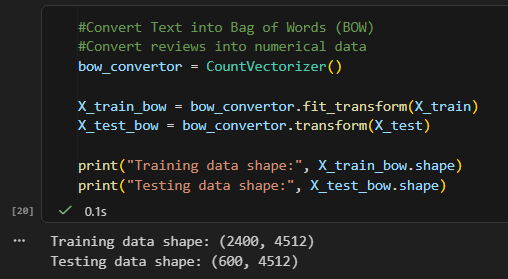 #Convert Text into Bag of Words (BOW)
#Convert reviews into numerical data
bow_convertor = CountVectorizer()
X_train_bow = bow_convertor.fit_transform(X_train)
X_test_bow = bow_convertor.transform(X_test)
print("Training data shape:", X_train_bow.shape)
print("Testing data shape:", X_test_bow.shape)
[20] ✓ 0.1s
... Training data shape: (2400, 4512)
Testing data shape: (600, 4512)